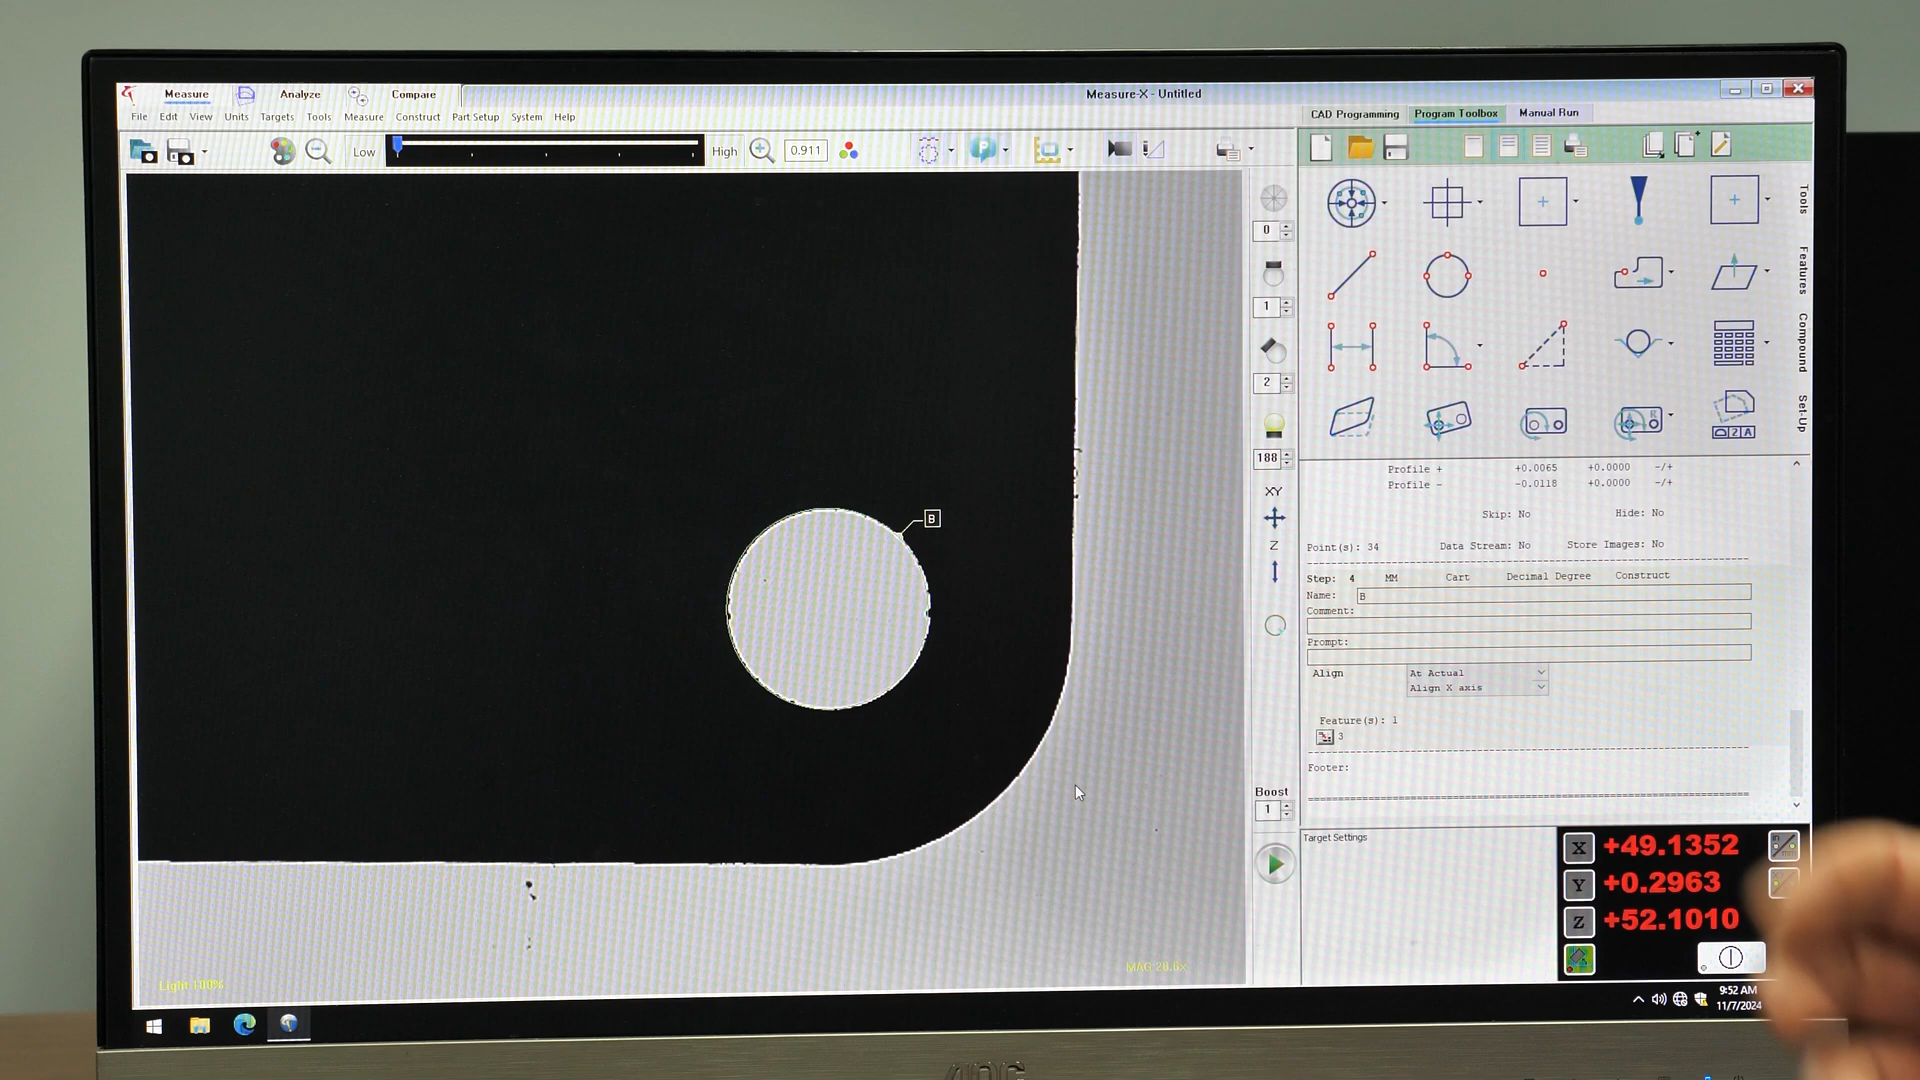 Measure Analyze Compare
Measure-X - Untitled
File Edit View Units Targets Tools Measure Construct Part Setup System Help
CAD Programming Program Toolbox Manual Run
Low High 0.911
P
Tools
Features
Compound
Set-Up
0
1
2
188
XY
Z
Boost
1
B
Profile + +0.0065 +0.0000 -/+
Profile - -0.0118 +0.0000 -/+
Skip: No Hide: No
Point(s): 34 Data Stream: No Store Images: No
Step: 4 MM Cart Decimal Degree Construct
Name: B
Comment:
Prompt:
Align At Actual
Align X axis
Feature(s): 1
3
Footer:
Target Settings
X +49.1352
Y +0.2963
Z +52.1010
Light 100%
9:52 AM
11/7/2024
AOC